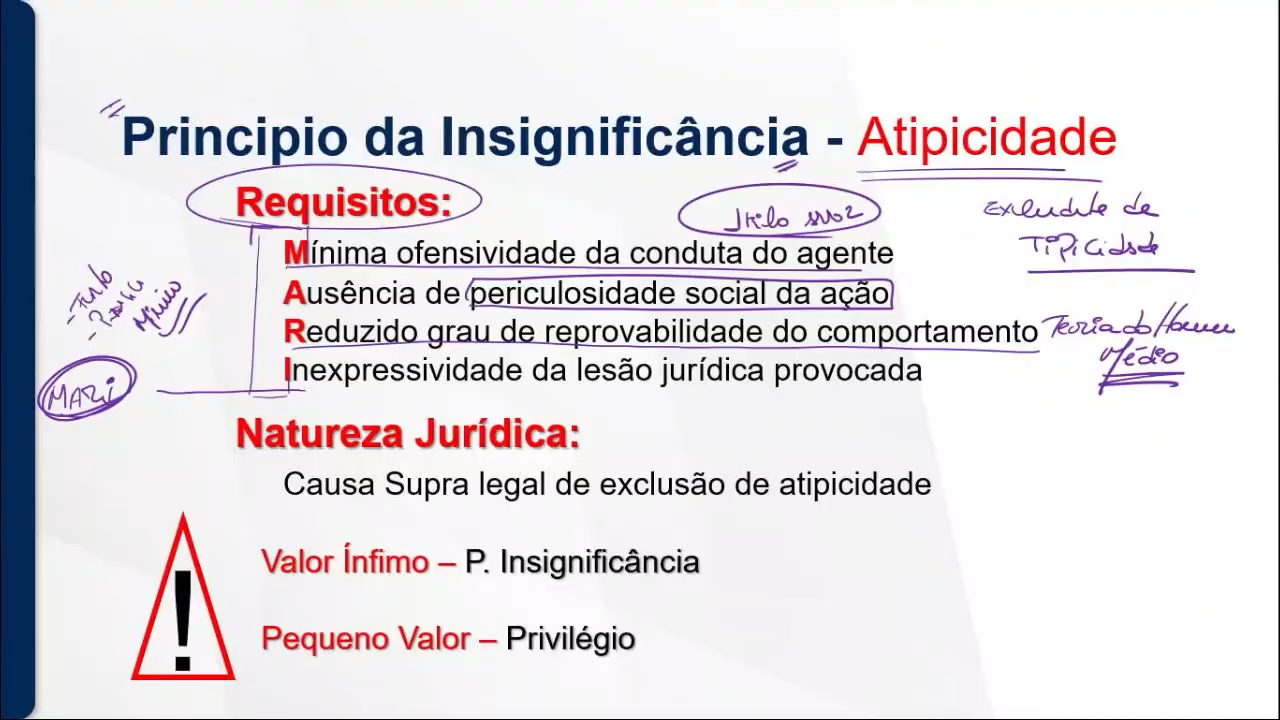 Principio da Insignificância - Atipicidade
Requisitos:
Excludente de
Tipicidade
Mínima ofensividade da conduta do agente
Ausência de periculosidade social da ação
Reduzido grau de reprovabilidade do comportamento
Teoria do Homem
Médio
Inexpressividade da lesão jurídica provocada
- Furto
MARI
Natureza Jurídica:
Causa Supra legal de exclusão de atipicidade
!
Valor Ínfimo – P. Insignificância
Pequeno Valor – Privilégio